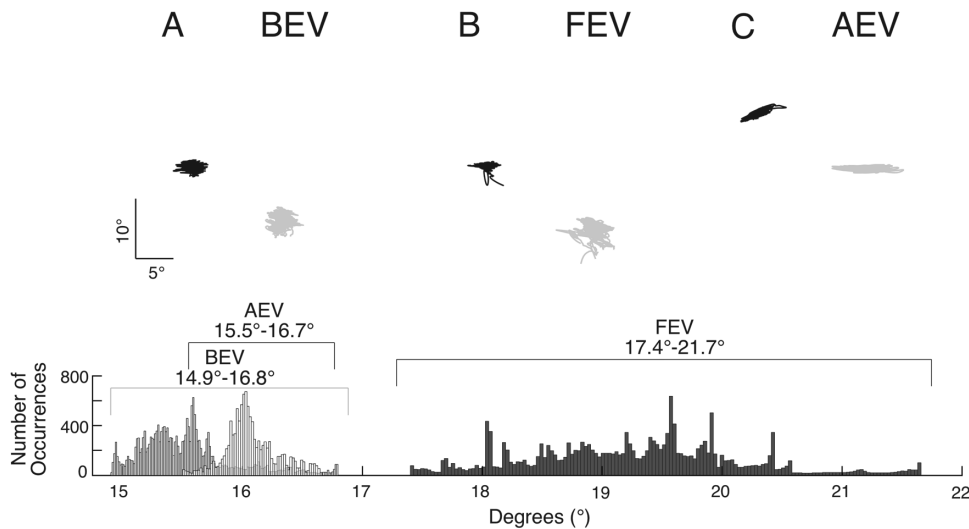 A BEV B FEV C AEV
10°
5°
AEV
15.5°-16.7°
BEV
14.9°-16.8°
FEV
17.4°-21.7°
Number of
Occurrences
800
400
0
15 16 17 18 19 20 21 22
Degrees (°)